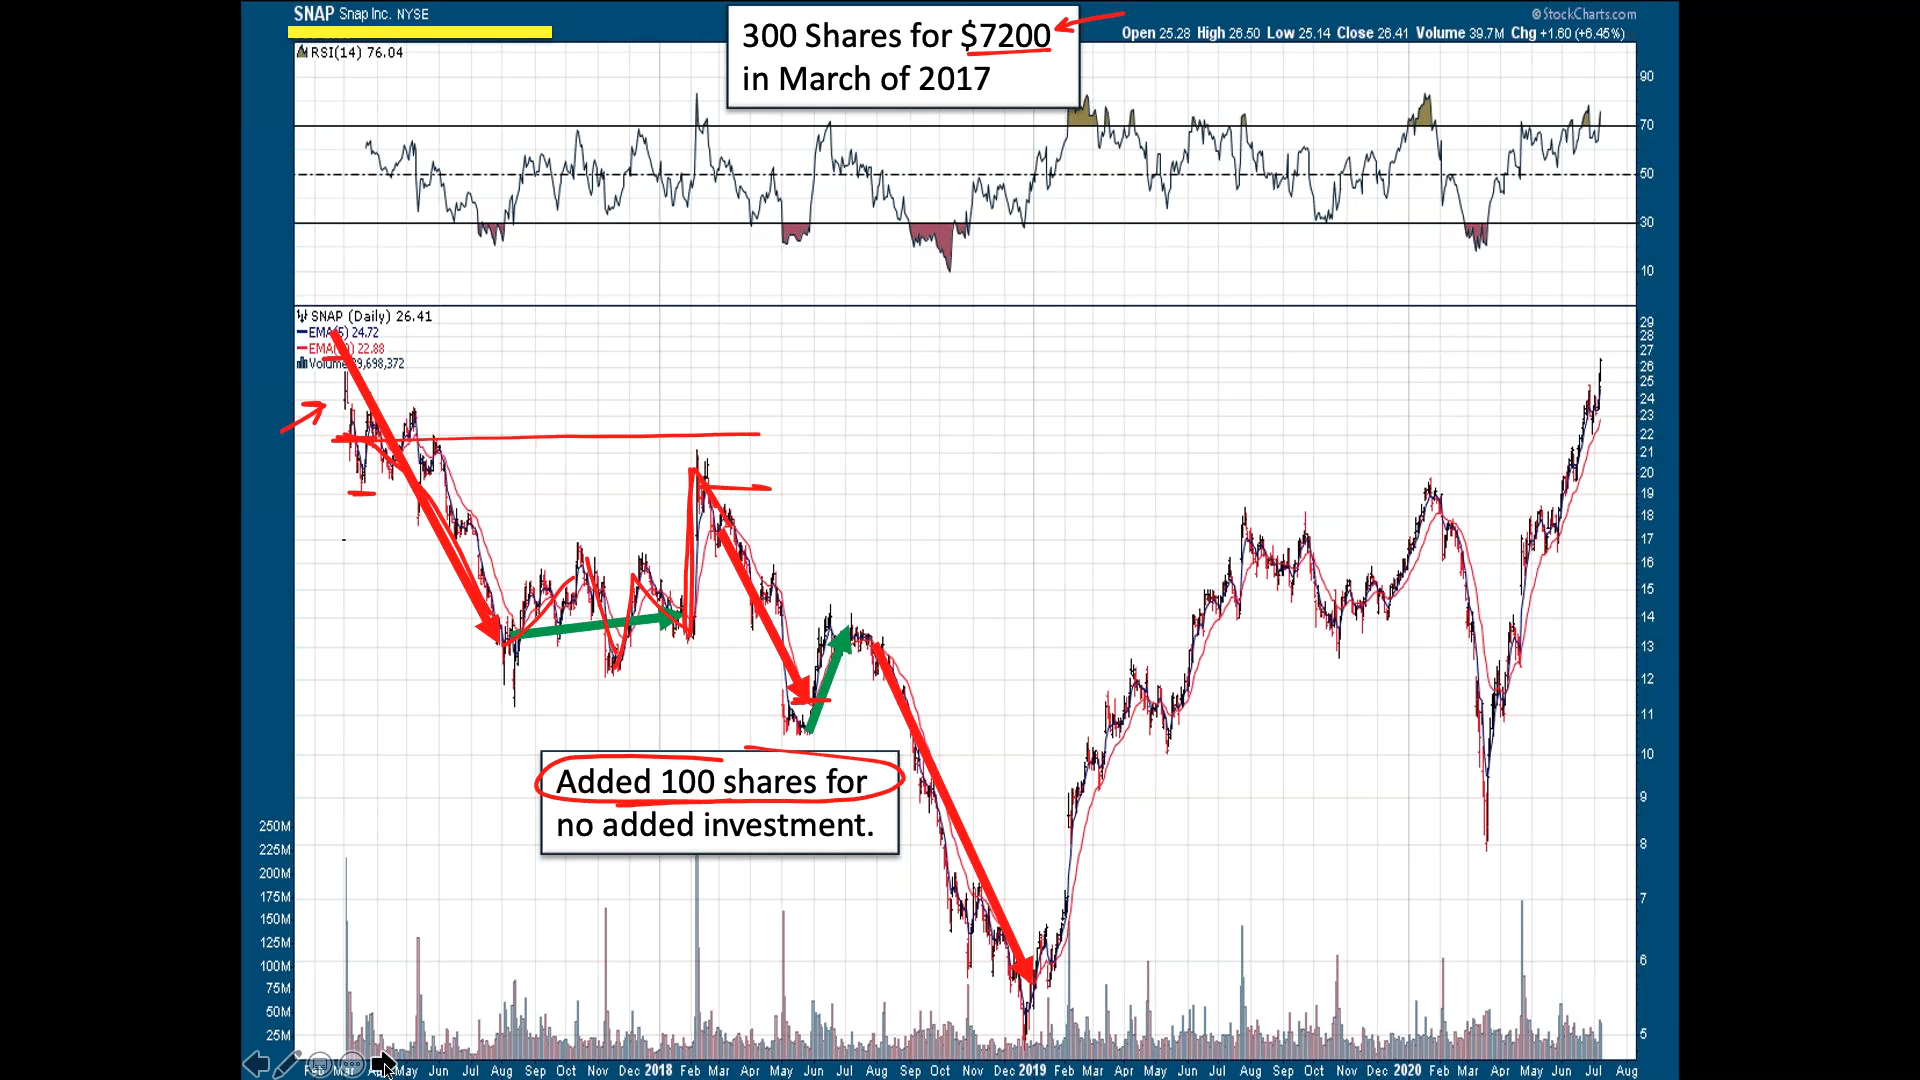 SNAP Snap Inc. NYSE
© StockCharts.com
300 Shares for $7200
in March of 2017
Open 25.28 High 26.50 Low 25.14 Close 26.41 Volume 39.7M Chg +1.60 (+6.45%)
RSI(14) 76.04
90
70
50
30
10
SNAP (Daily) 26.41
EMA(5) 24.72
EMA( ) 22.88
Volume 39,698,372
29
28
27
26
25
24
23
22
21
20
19
18
17
16
15
14
13
12
11
10
9
8
7
6
5
Added 100 shares for
no added investment.
250M
225M
200M
175M
150M
125M
100M
75M
50M
25M
Feb Mar Apr May Jun Jul Aug Sep Oct Nov Dec 2018 Feb Mar Apr May Jun Jul Aug Sep Oct Nov Dec 2019 Feb Mar Apr May Jun Jul Aug Sep Oct Nov Dec 2020 Feb Mar Apr May Jun Jul Aug